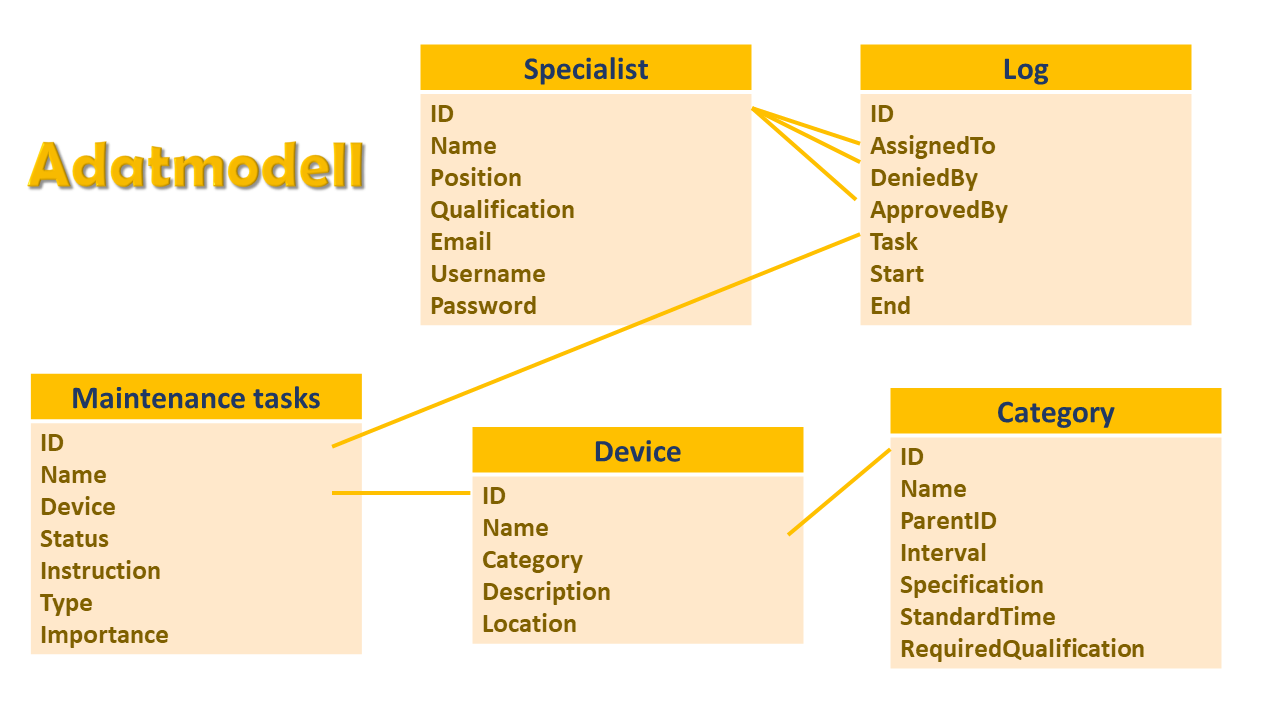 Adatmodell
Specialist
ID
Name
Position
Qualification
Email
Username
Password
Log
ID
AssignedTo
DeniedBy
ApprovedBy
Task
Start
End
Maintenance tasks
ID
Name
Device
Status
Instruction
Type
Importance
Device
ID
Name
Category
Description
Location
Category
ID
Name
ParentID
Interval
Specification
StandardTime
RequiredQualification